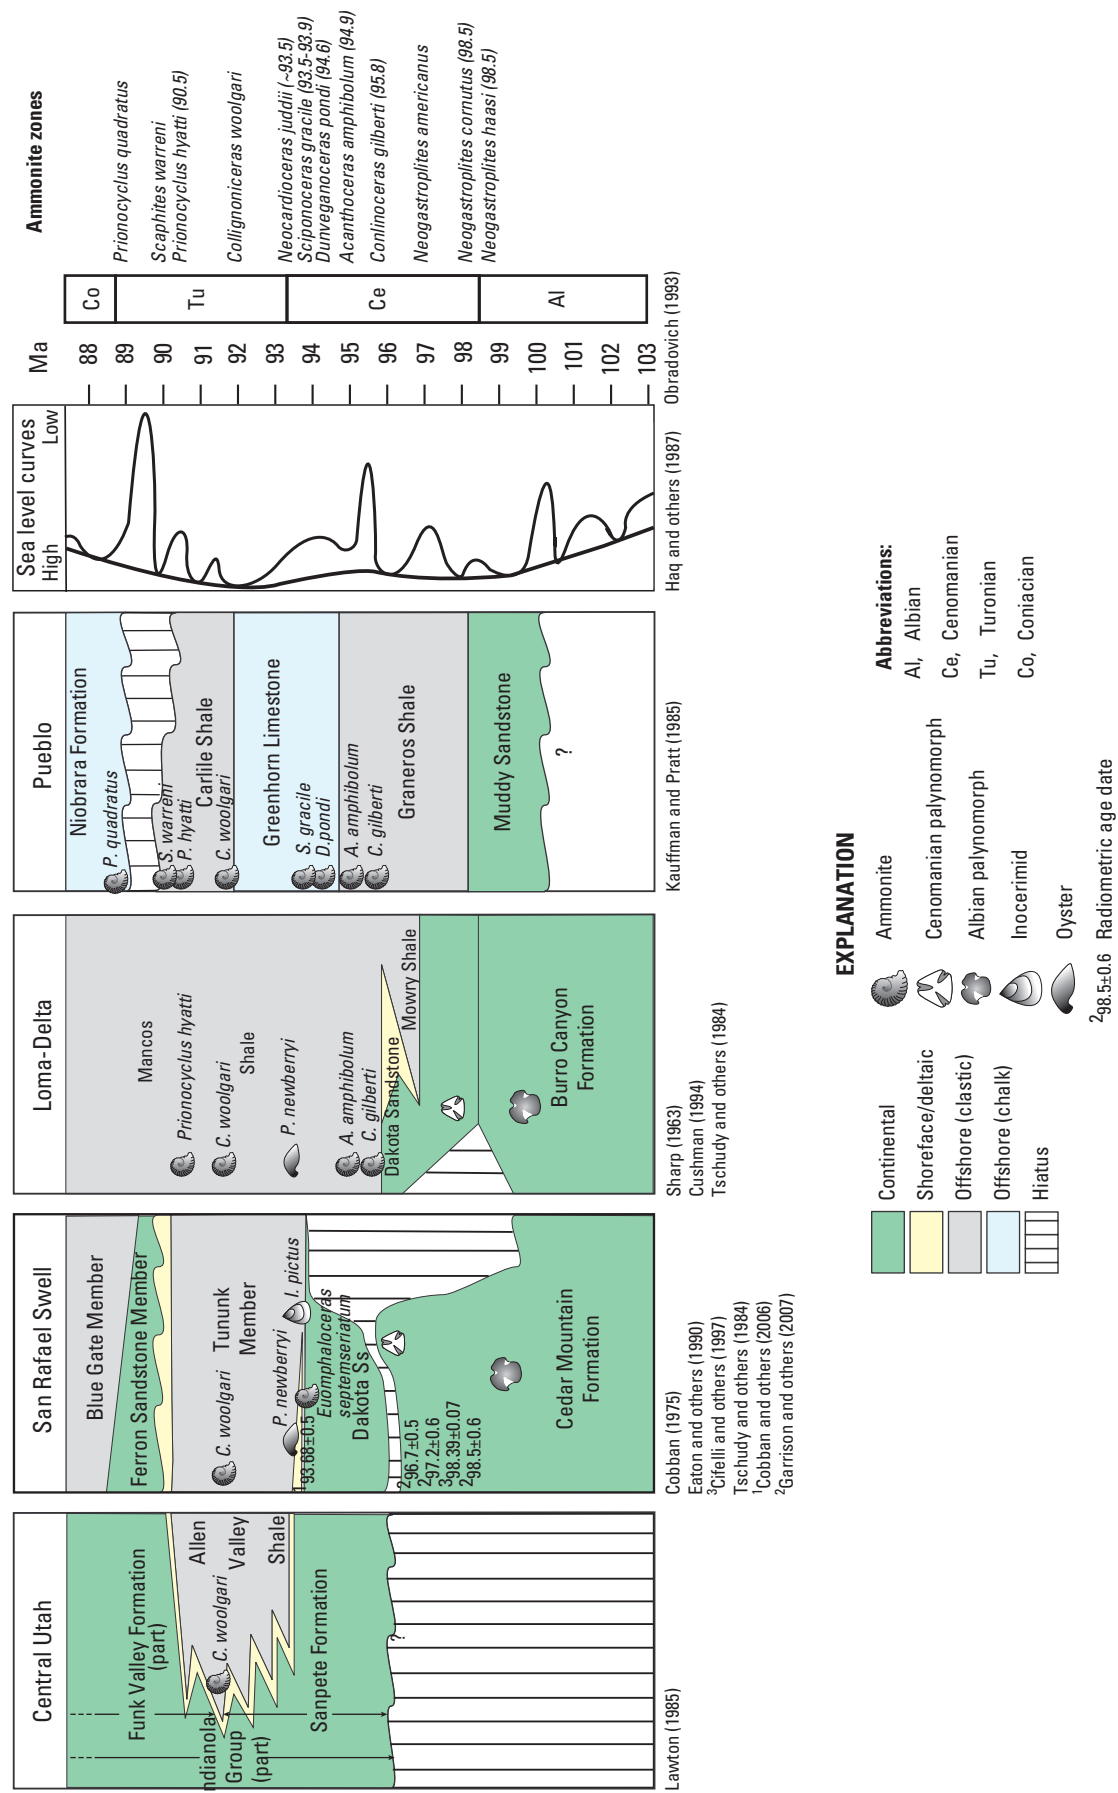 Central Utah
Funk Valley Formation
(part)
Allen
Valley
Shale
C. woolgari
ndianola
Group
(part)
Sanpete Formation
?
Lawton (1985)
San Rafael Swell
Blue Gate Member
Ferron Sandstone Member
C. woolgari
Tununk
Member
P. newberryi
I. pictus
193.68±0.5
Euomphaloceras
septemseriatum
Dakota Ss
296.7±0.5
297.2±0.6
398.39±0.07
298.5±0.6
Cedar Mountain
Formation
Cobban (1975)
Eaton and others (1990)
3Cifelli and others (1997)
Tschudy and others (1984)
1Cobban and others (2006)
2Garrison and others (2007)
Loma-Delta
Mancos
Prionocyclus hyatti
C. woolgari
Shale
P. newberryi
A. amphibolum
C. gilberti
Dakota Sandstone
Mowry Shale
Burro Canyon
Formation
Sharp (1963)
Cushman (1994)
Tschudy and others (1984)
Pueblo
Niobrara Formation
P. quadratus
S. warreni
P. hyatti
Carlile Shale
C. woolgari
Greenhorn Limestone
S. gracile
D.pondi
A. amphibolum
C. gilberti
Graneros Shale
Muddy Sandstone
?
Kauffman and Pratt (1985)
Sea level curves
High
Low
Haq and others (1987)
Ma
88
89
90
91
92
93
94
95
96
97
98
99
100
101
102
103
Co
Tu
Ce
Al
Obradovich (1993)
Ammonite zones
Prionocyclus quadratus
Scaphites warreni
Prionocyclus hyatti (90.5)
Collignoniceras woolgari
Neocardioceras juddii (~93.5)
Sciponoceras gracile (93.5-93.9)
Dunveganoceras pondi (94.6)
Acanthoceras amphibolum (94.9)
Conlinoceras gilberti (95.8)
Neogastroplites americanus
Neogastroplites cornutus (98.5)
Neogastroplites haasi (98.5)
EXPLANATION
Continental
Shoreface/deltaic
Offshore (clastic)
Offshore (chalk)
Hiatus
Ammonite
Cenomanian palynomorph
Albian palynomorph
Inocerimid
Oyster
298.5±0.6 Radiometric age date
Abbreviations:
Al, Albian
Ce, Cenomanian
Tu, Turonian
Co, Coniacian